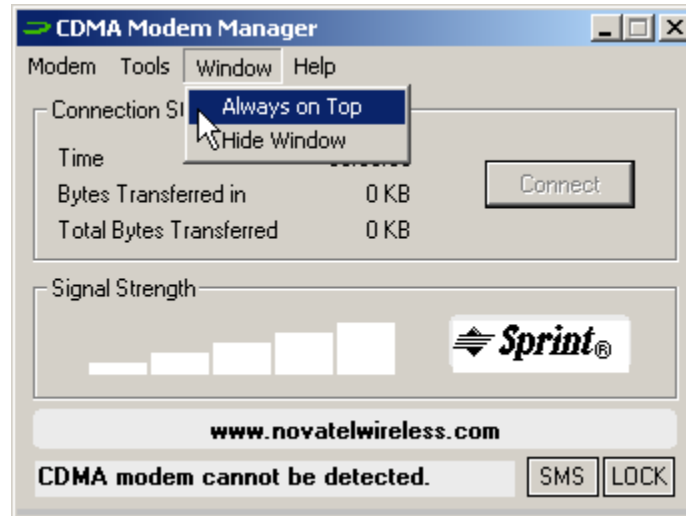 CDMA Modem Manager
Modem Tools Window Help
Always on Top
Hide Window
Connection
Time
Bytes Transferred in 0 KB
Total Bytes Transferred 0 KB
Connect
Signal Strength
Sprint®
www.novatelwireless.com
CDMA modem cannot be detected.
SMS LOCK